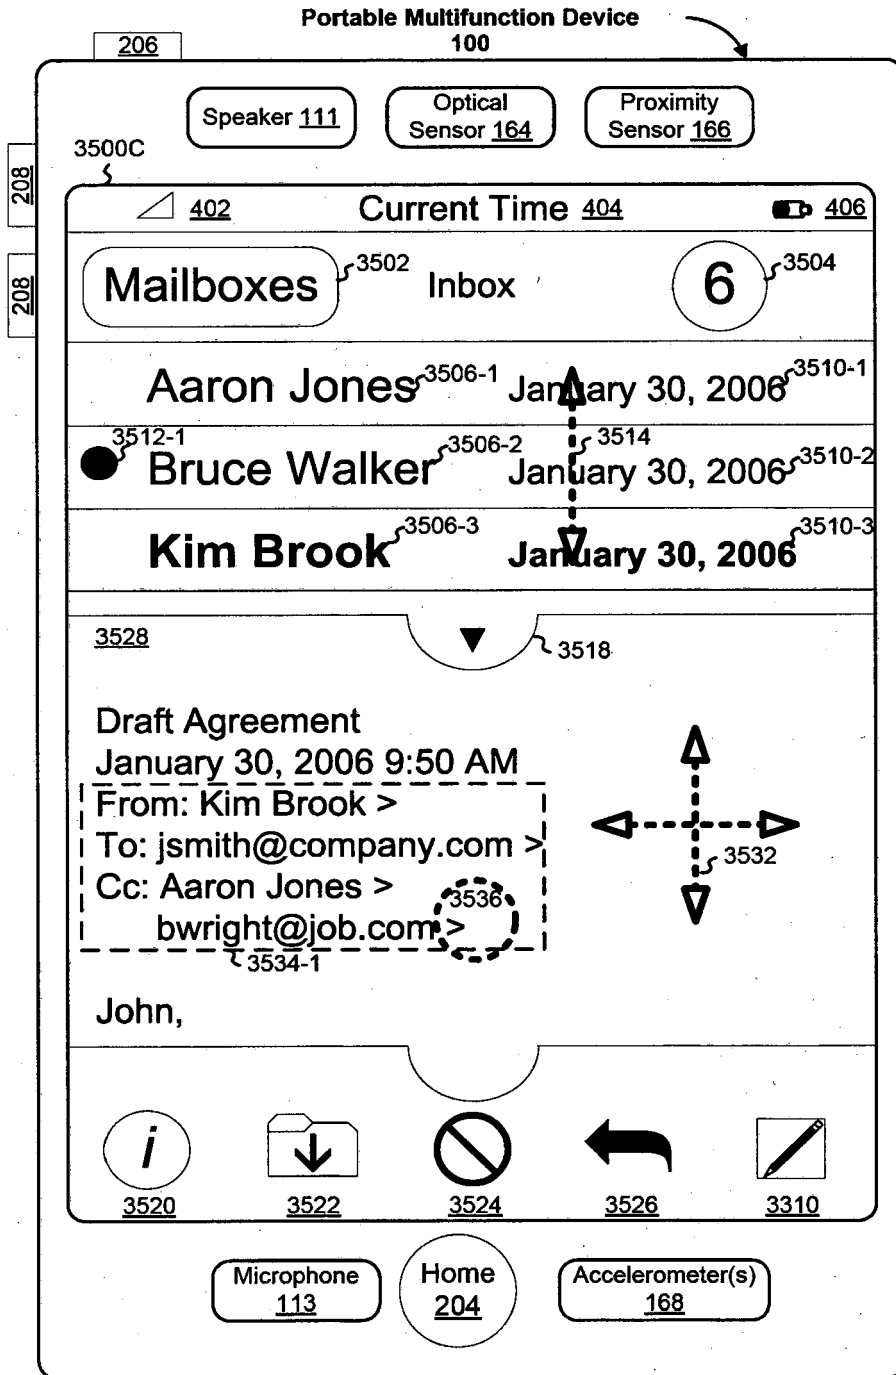 Portable Multifunction Device
100
206
Speaker 111
Optical
Sensor 164
Proximity
Sensor 166
3500C
208
208
402 Current Time 404 406
Mailboxes 3502 Inbox 6 3504
Aaron Jones 3506-1 January 30, 2006 3510-1
3512-1 Bruce Walker 3506-2 January 30, 2006 3510-2
3514
Kim Brook 3506-3 January 30, 2006 3510-3
3528 3518
Draft Agreement
January 30, 2006 9:50 AM
From: Kim Brook >
To: jsmith@company.com >
Cc: Aaron Jones >
bwright@job.com >
3536
3532
3534-1
John,
i
3520 3522 3524 3526 3310
Microphone
113
Home
204
Accelerometer(s)
168